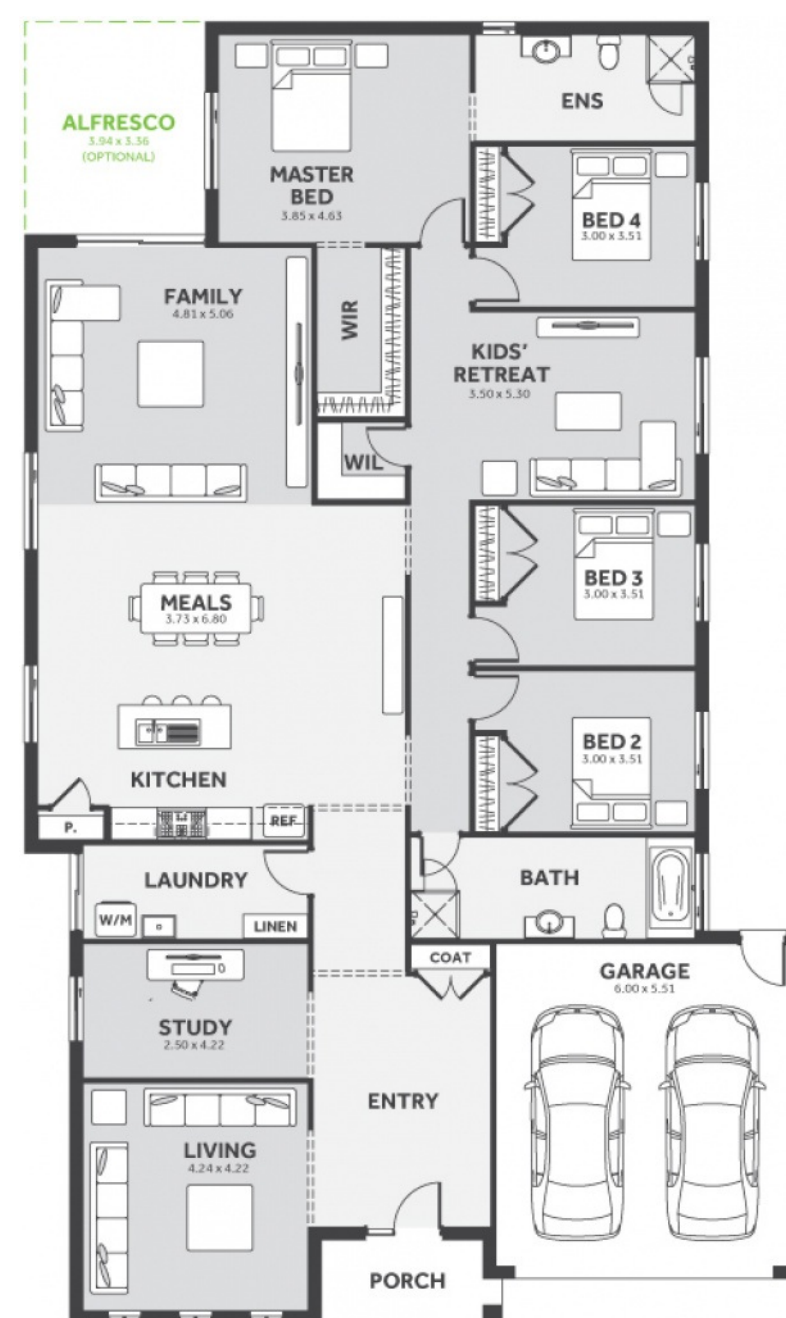 ALFRESCO
3.94 x 3.36
(OPTIONAL)
ENS
MASTER
BED
3.85 x 4.63
BED 4
3.00 x 3.51
FAMILY
4.81 x 5.06
WIR
KIDS'
RETREAT
3.50 x 5.30
WIL
MEALS
3.73 x 6.80
BED 3
3.00 x 3.51
BED 2
3.00 x 3.51
KITCHEN
P.
REF
LAUNDRY
W/M
LINEN
BATH
COAT
GARAGE
6.00 x 5.51
STUDY
2.50 x 4.22
ENTRY
LIVING
4.24 x 4.22
PORCH